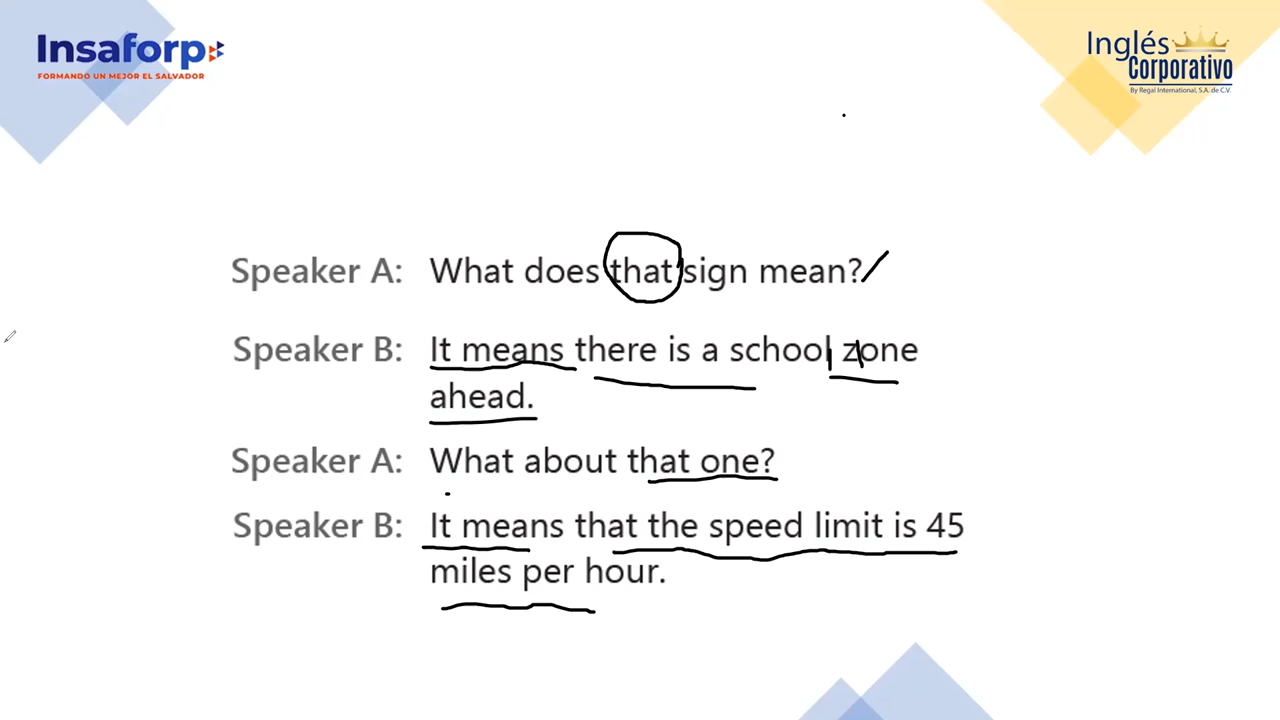 Insaforp
FORMANDO UN MEJOR EL SALVADOR
Inglés
Corporativo
By Regal International, S.A. de C.V.
Speaker A: What does that sign mean?
Speaker B: It means there is a school zone
ahead.
Speaker A: What about that one?
Speaker B: It means that the speed limit is 45
miles per hour.